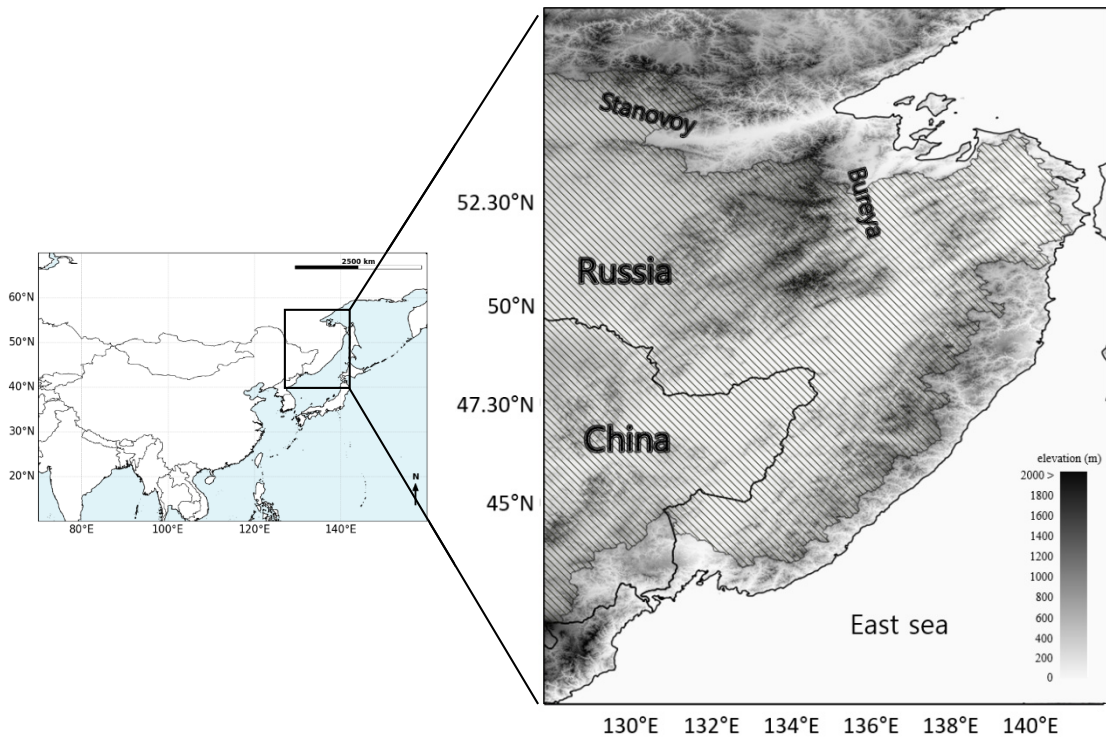 2500 km
60°N
50°N
40°N
30°N
20°N
80°E
100°E
120°E
140°E
N
52.30°N
50°N
47.30°N
45°N
Stanovoy
Bureya
Russia
China
East sea
elevation (m)
2000 >
1800
1600
1400
1200
1000
800
600
400
200
0
130°E
132°E
134°E
136°E
138°E
140°E